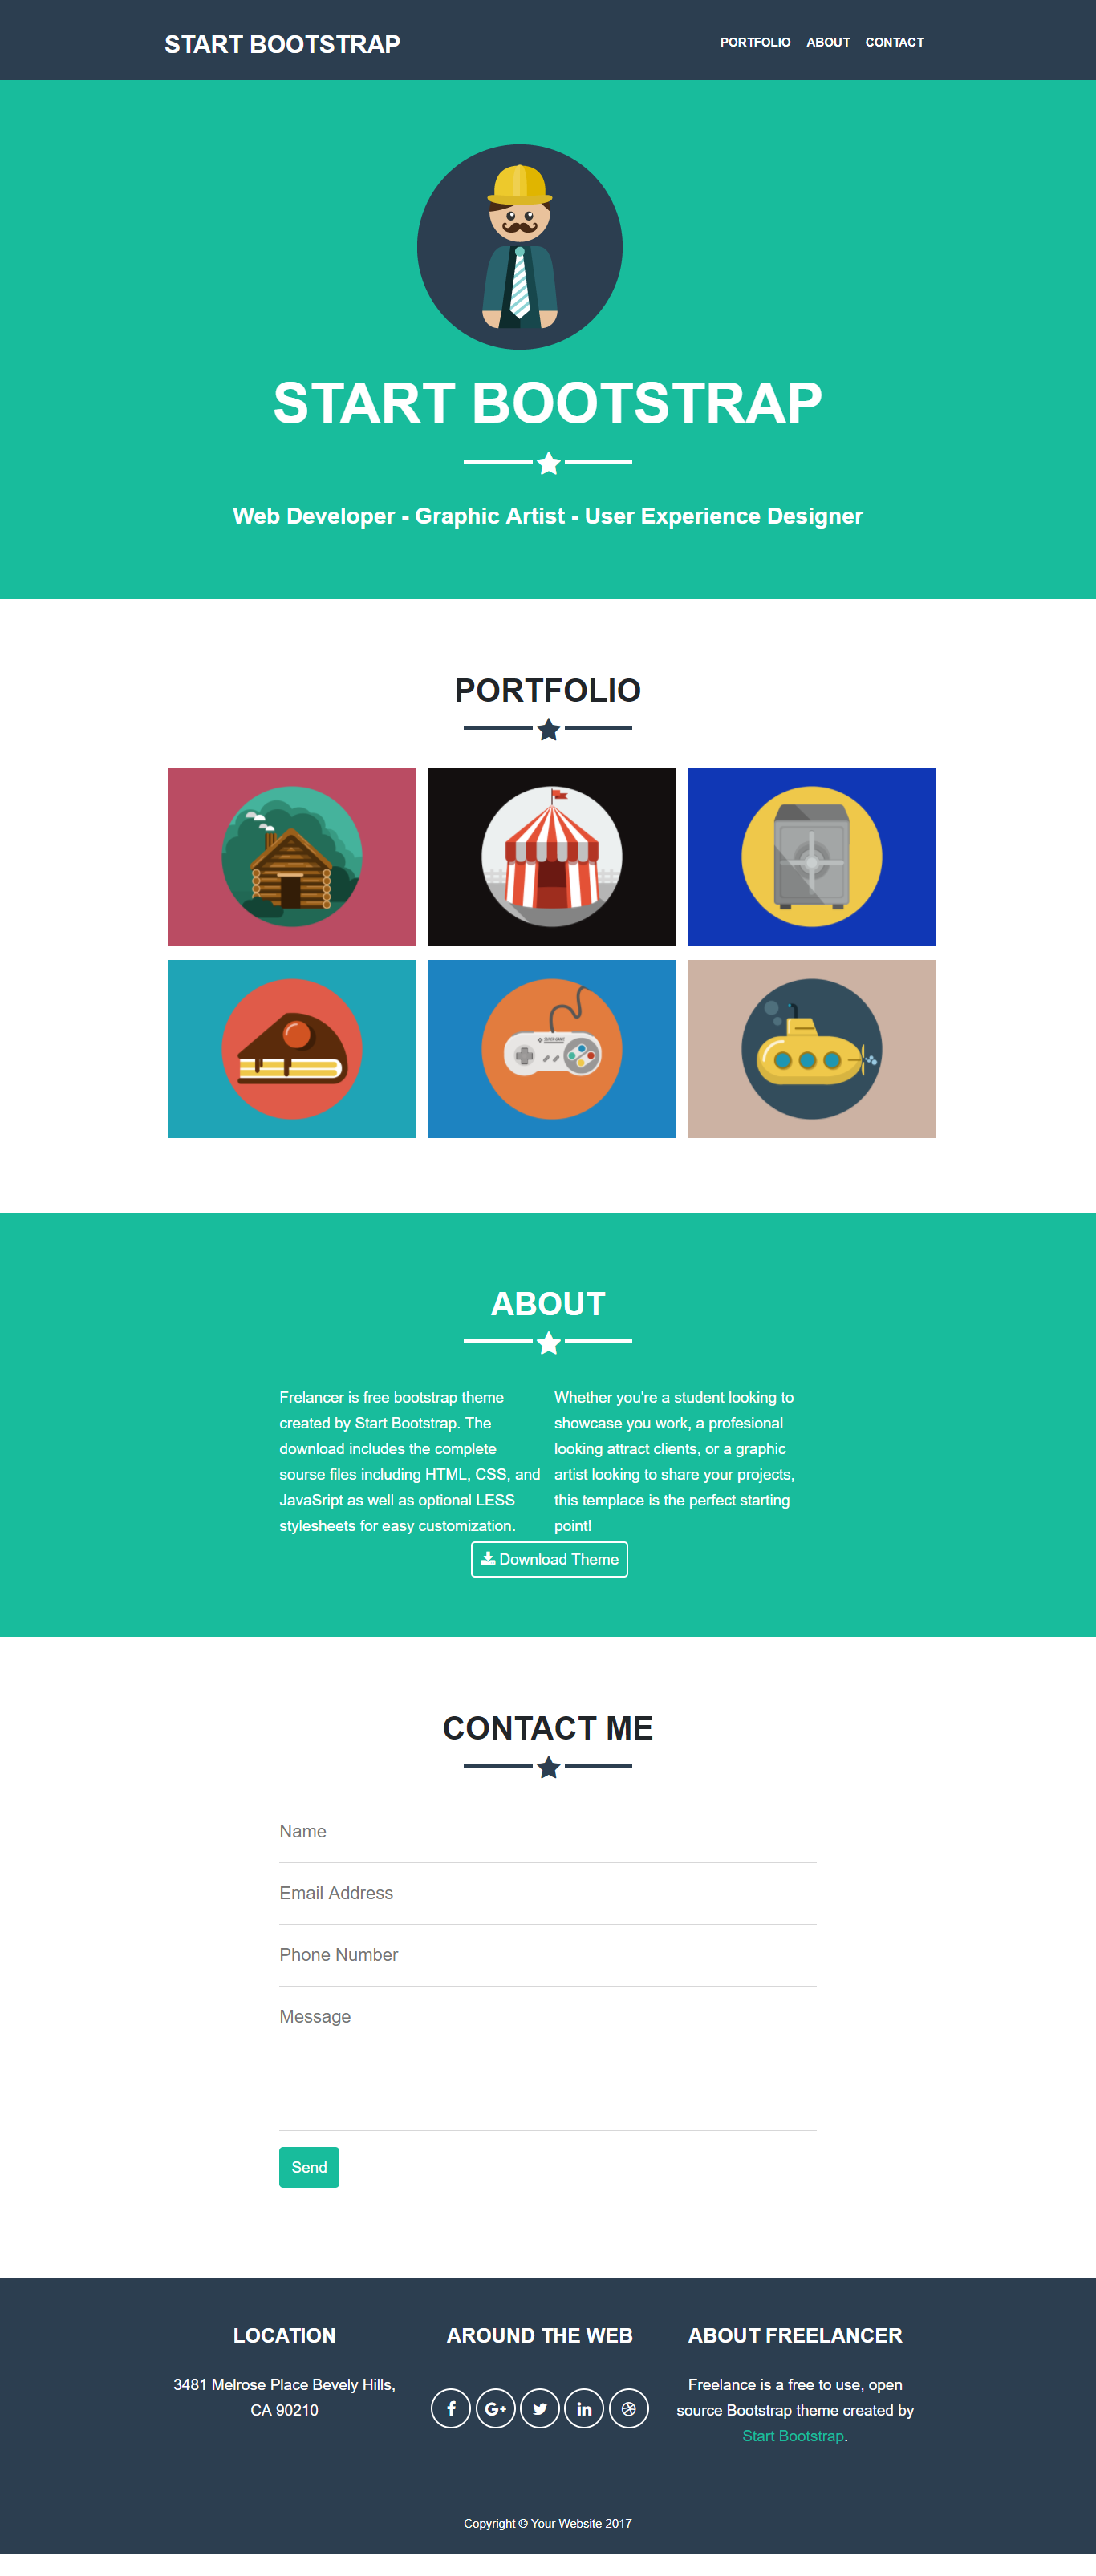 START BOOTSTRAP
PORTFOLIO ABOUT CONTACT
START BOOTSTRAP
Web Developer - Graphic Artist - User Experience Designer
PORTFOLIO
ABOUT
Frelancer is free bootstrap theme
created by Start Bootstrap. The
download includes the complete
sourse files including HTML, CSS, and
JavaSript as well as optional LESS
stylesheets for easy customization.
Whether you're a student looking to
showcase you work, a profesional
looking attract clients, or a graphic
artist looking to share your projects,
this templace is the perfect starting
point!
Download Theme
CONTACT ME
Name
Email Address
Phone Number
Message
Send
LOCATION
3481 Melrose Place Bevely Hills,
CA 90210
AROUND THE WEB
ABOUT FREELANCER
Freelance is a free to use, open
source Bootstrap theme created by
Start Bootstrap.
Copyright © Your Website 2017